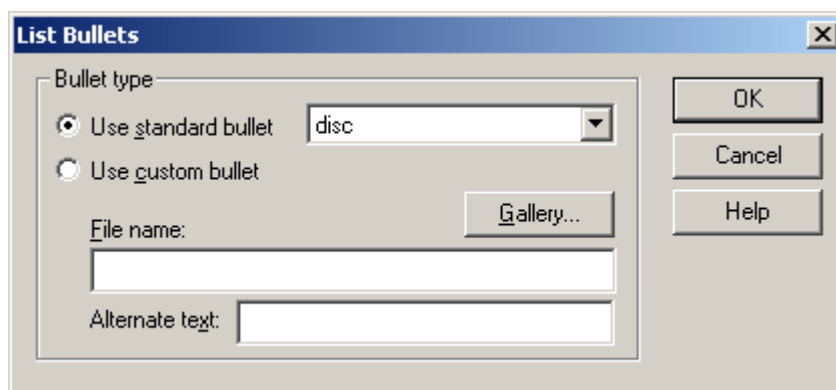 List Bullets
Bullet type
Use standard bullet
disc
Use custom bullet
Gallery...
File name:
Alternate text:
OK
Cancel
Help